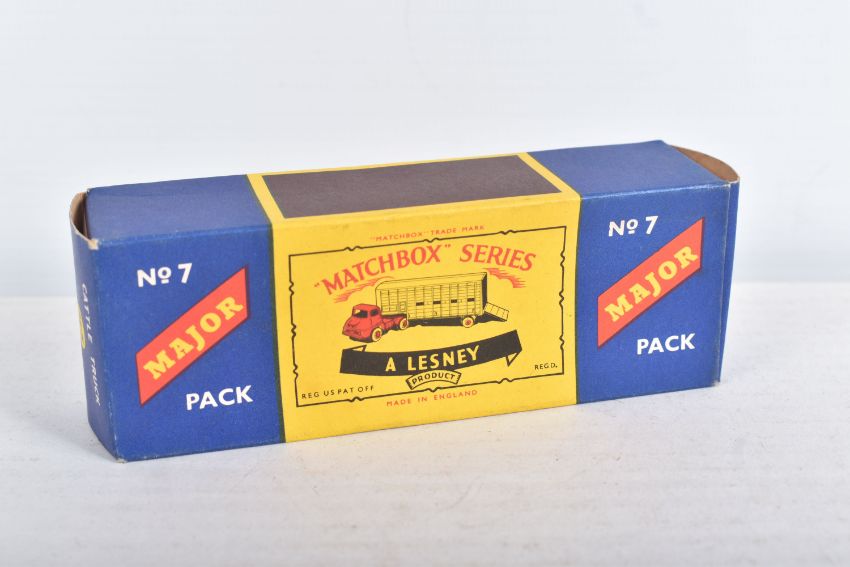 CATTLE TRUCK
Nº 7
MAJOR
PACK
"MATCHBOX" TRADE MARK
"MATCHBOX" SERIES
A LESNEY
PRODUCT
REG US PAT OFF
REGD.
MADE IN ENGLAND
Nº 7
MAJOR
PACK